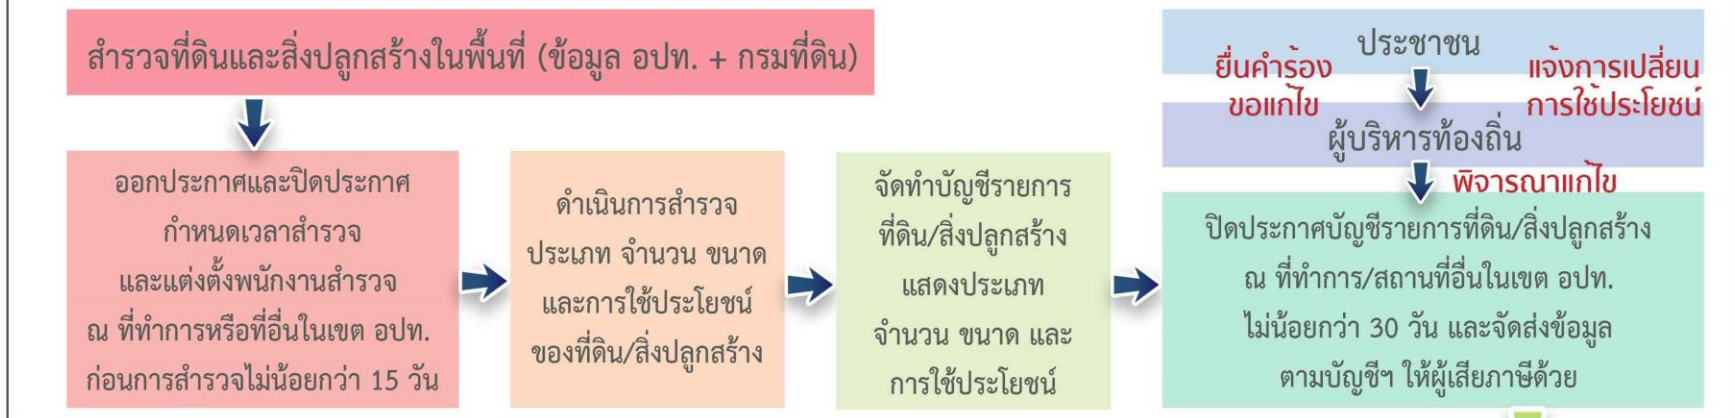 สำรวจที่ดินและสิ่งปลูกสร้างในพื้นที่ (ข้อมูล อปท. + กรมที่ดิน)
ออกประกาศและปิดประกาศ
กำหนดเวลาสำรวจ
และแต่งตั้งพนักงานสำรวจ
ณ ที่ทำการหรือที่อื่นในเขต อปท.
ก่อนการสำรวจไม่น้อยกว่า 15 วัน
ดำเนินการสำรวจ
ประเภท จำนวน ขนาด
และการใช้ประโยชน์
ของที่ดิน/สิ่งปลูกสร้าง
จัดทำบัญชีรายการ
ที่ดิน/สิ่งปลูกสร้าง
แสดงประเภท
จำนวน ขนาด และ
การใช้ประโยชน์
ประชาชน
ยื่นคำร้อง
ขอแก้ไข
แจ้งการเปลี่ยน
การใช้ประโยชน์
ผู้บริหารท้องถิ่น
พิจารณาแก้ไข
ปิดประกาศบัญชีรายการที่ดิน/สิ่งปลูกสร้าง
ณ ที่ทำการ/สถานที่อื่นในเขต อปท.
ไม่น้อยกว่า 30 วัน และจัดส่งข้อมูล
ตามบัญชีฯ ให้ผู้เสียภาษีด้วย